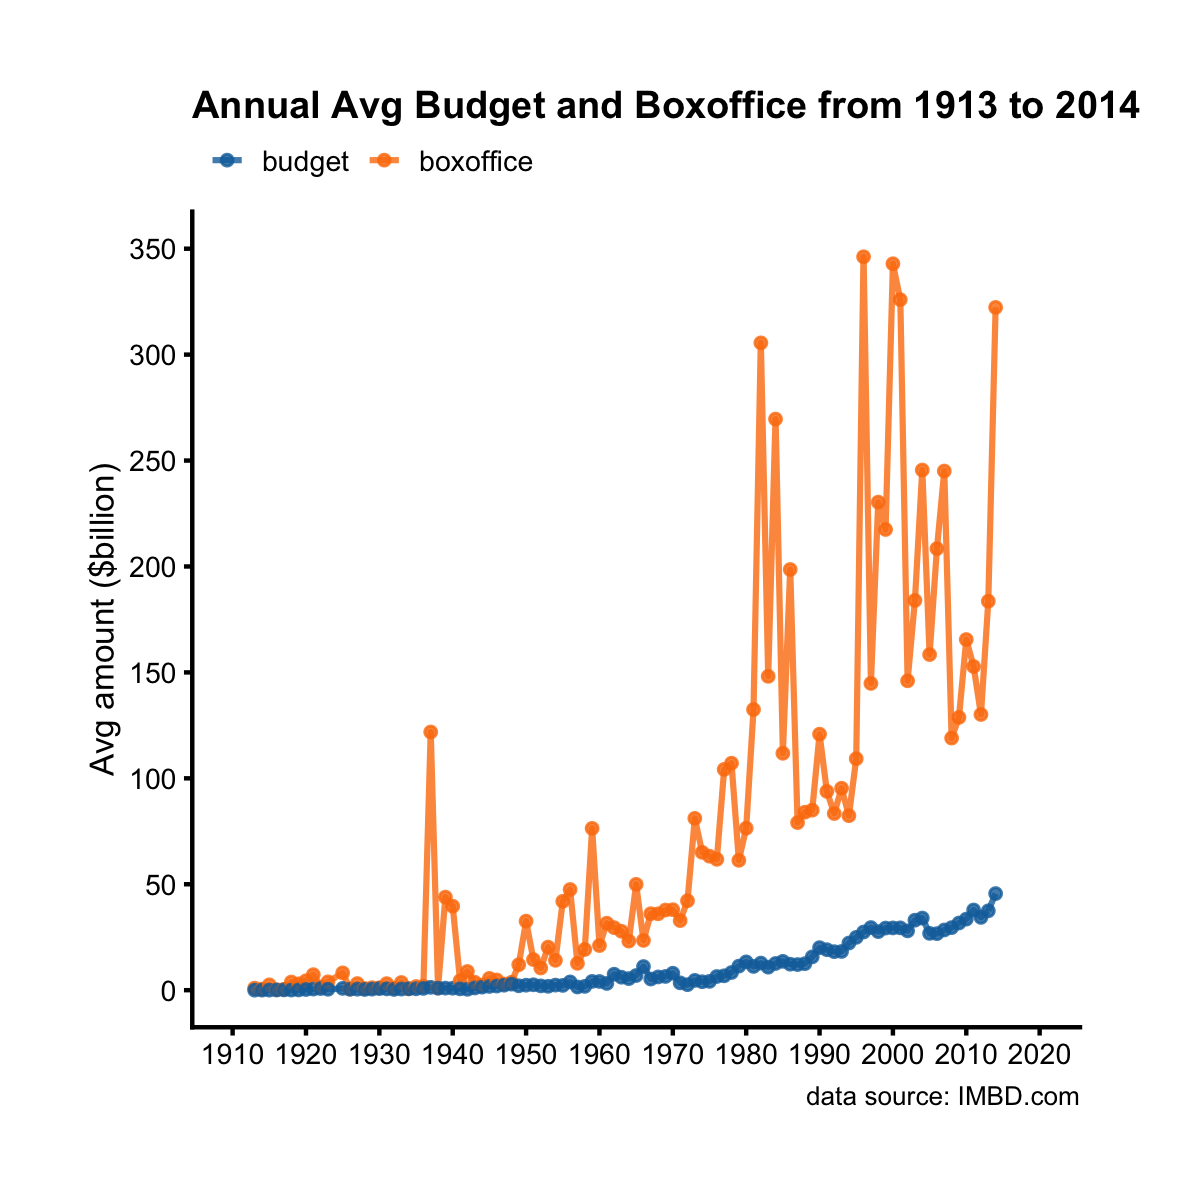 Annual Avg Budget and Boxoffice from 1913 to 2014
budget boxoffice
350
300
250
200
150
100
50
0
Avg amount ($billion)
1910 1920 1930 1940 1950 1960 1970 1980 1990 2000 2010 2020
data source: IMBD.com